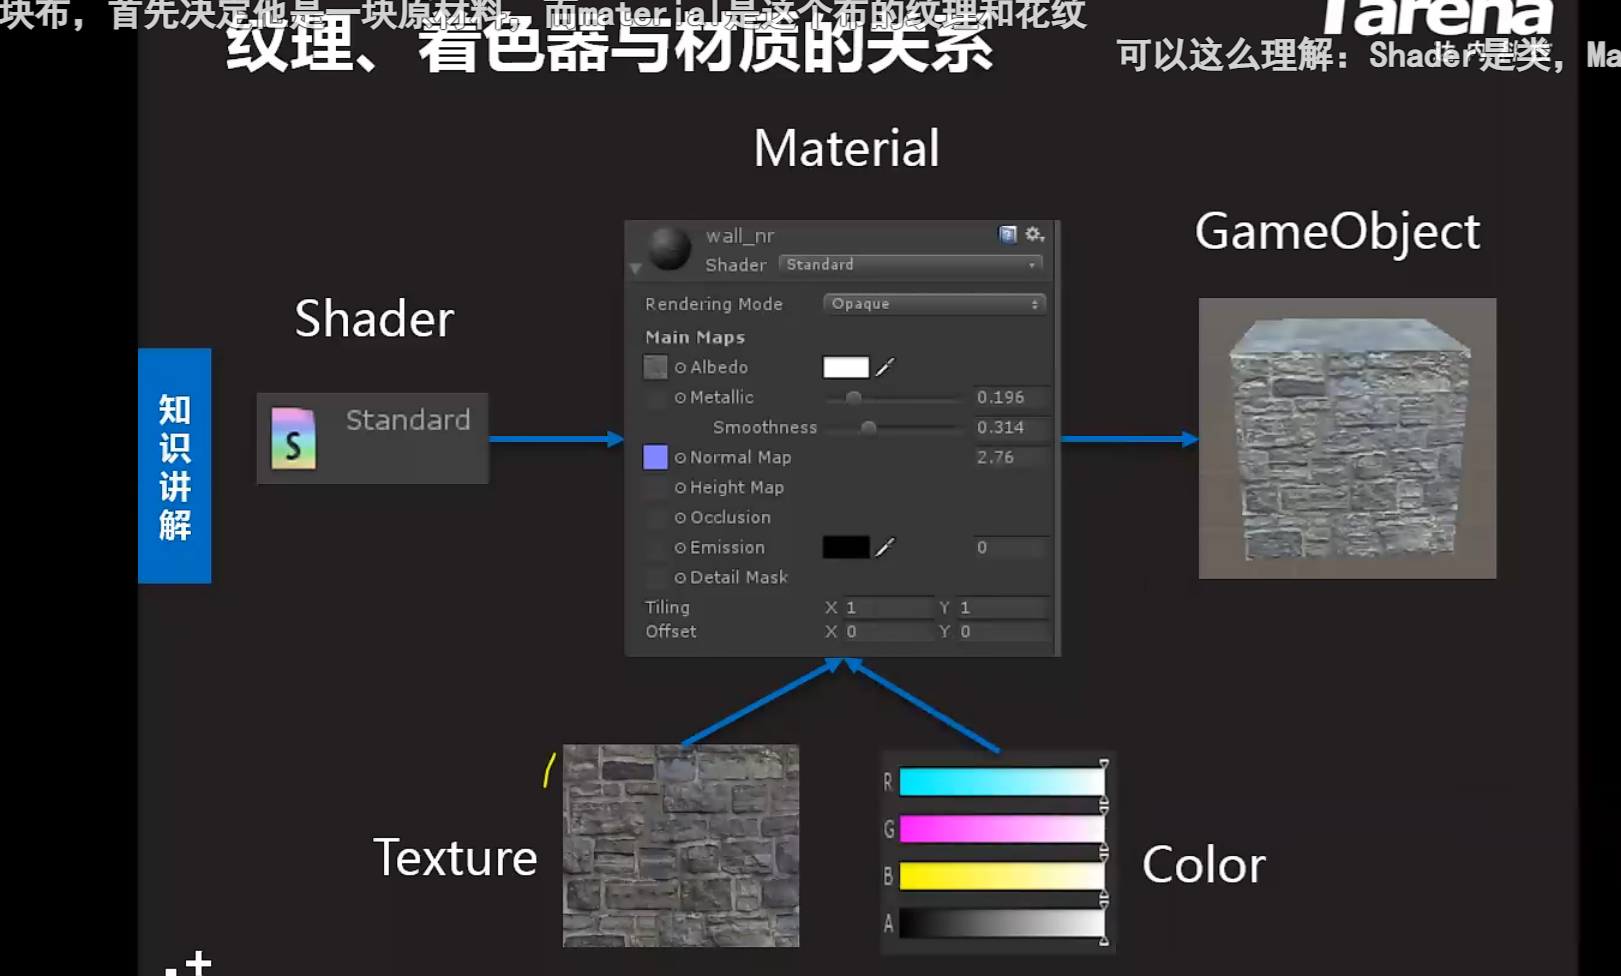 块布，首先决定他是一块原材料，而material是这个布的纹理和花纹
纹理、着色器与材质的关系
Tarena
可以这么理解：Shader是类，Ma
Material
GameObject
Shader
Standard
S
知识讲解
wall_nr
Shader Standard
Rendering Mode Opaque
Main Maps
Albedo
Metallic 0.196
Smoothness 0.314
Normal Map 2.76
Height Map
Occlusion
Emission 0
Detail Mask
Tiling X 1 Y 1
Offset X 0 Y 0
Texture
R
G
B
A
Color